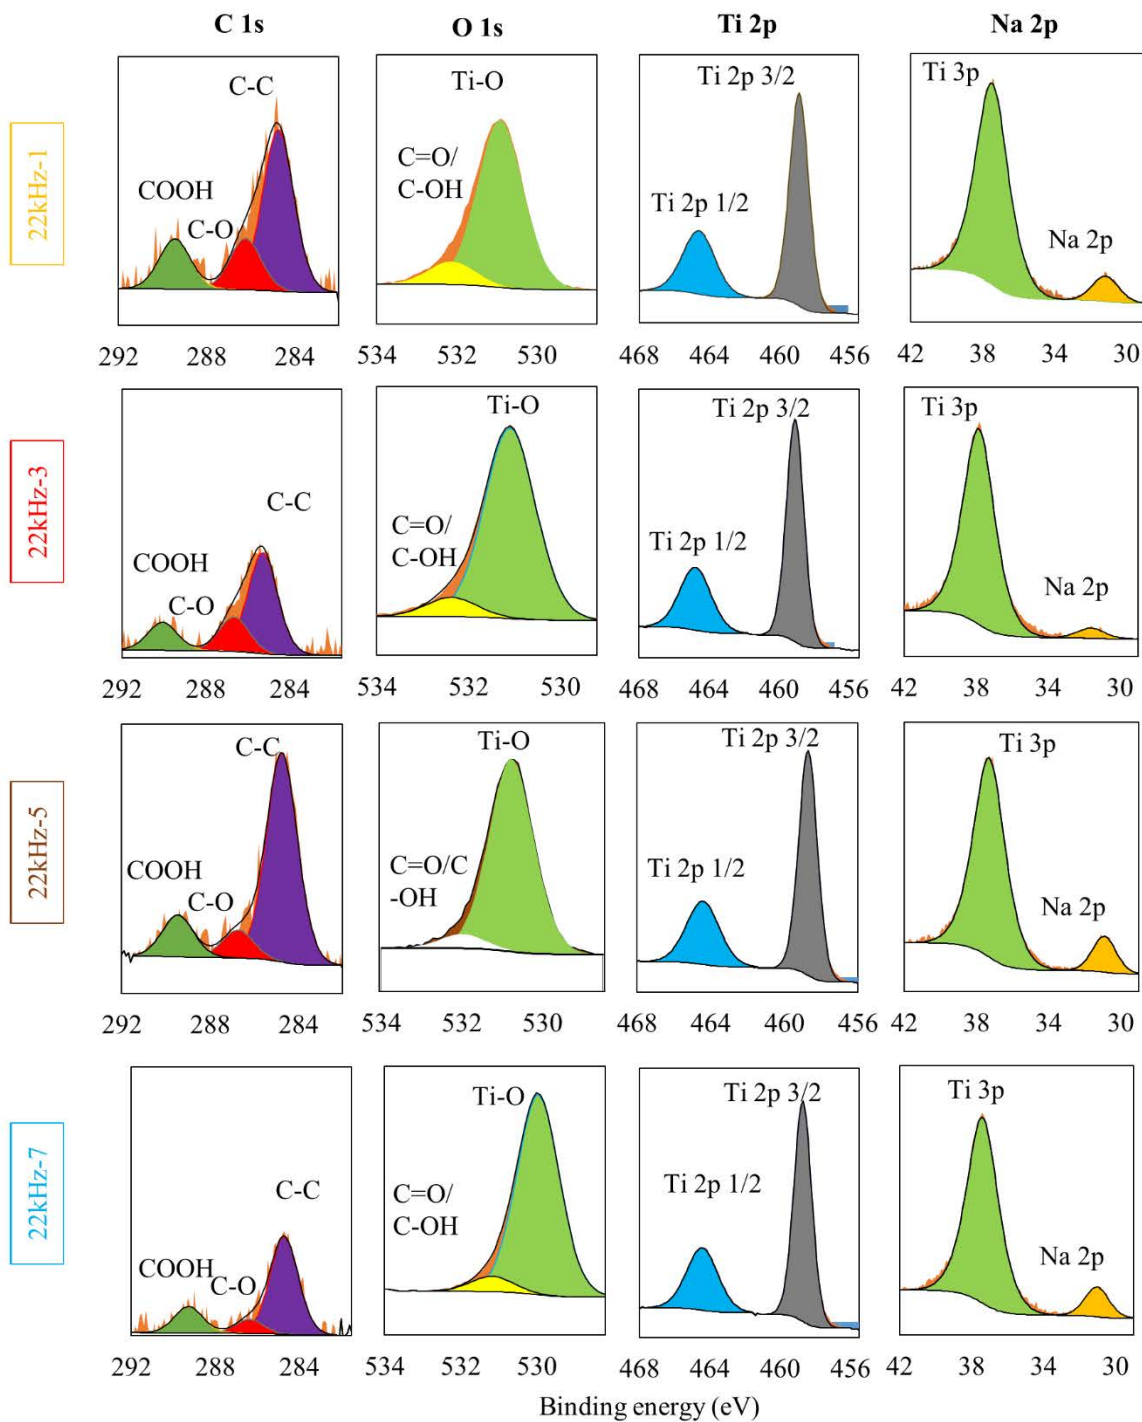 C 1s
O 1s
Ti 2p
Na 2p
22kHz-1
C-C
COOH
C-O
292 288 284
Ti-O
C=O/
C-OH
534 532 530
Ti 2p 3/2
Ti 2p 1/2
468 464 460 456
Ti 3p
Na 2p
42 38 34 30
22kHz-3
C-C
COOH
C-O
292 288 284
Ti-O
C=O/
C-OH
534 532 530
Ti 2p 3/2
Ti 2p 1/2
468 464 460 456
Ti 3p
Na 2p
42 38 34 30
22kHz-5
C-C
COOH
C-O
292 288 284
Ti-O
C=O/C
-OH
534 532 530
Ti 2p 3/2
Ti 2p 1/2
468 464 460 456
Ti 3p
Na 2p
42 38 34 30
22kHz-7
C-C
COOH
C-O
292 288 284
Ti-O
C=O/
C-OH
534 532 530
Ti 2p 3/2
Ti 2p 1/2
468 464 460 456
Ti 3p
Na 2p
42 38 34 30
Binding energy (eV)